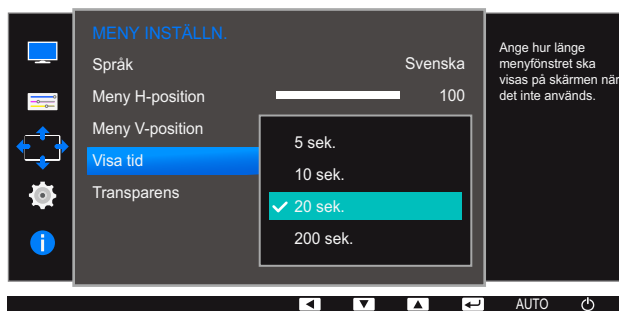 MENY INSTÄLLN.
Språk Svenska
Meny H-position 100
Meny V-position
Visa tid
Transparens
5 sek.
10 sek.
20 sek.
200 sek.
Ange hur länge
menyfönstret ska
visas på skärmen när
det inte används.
AUTO